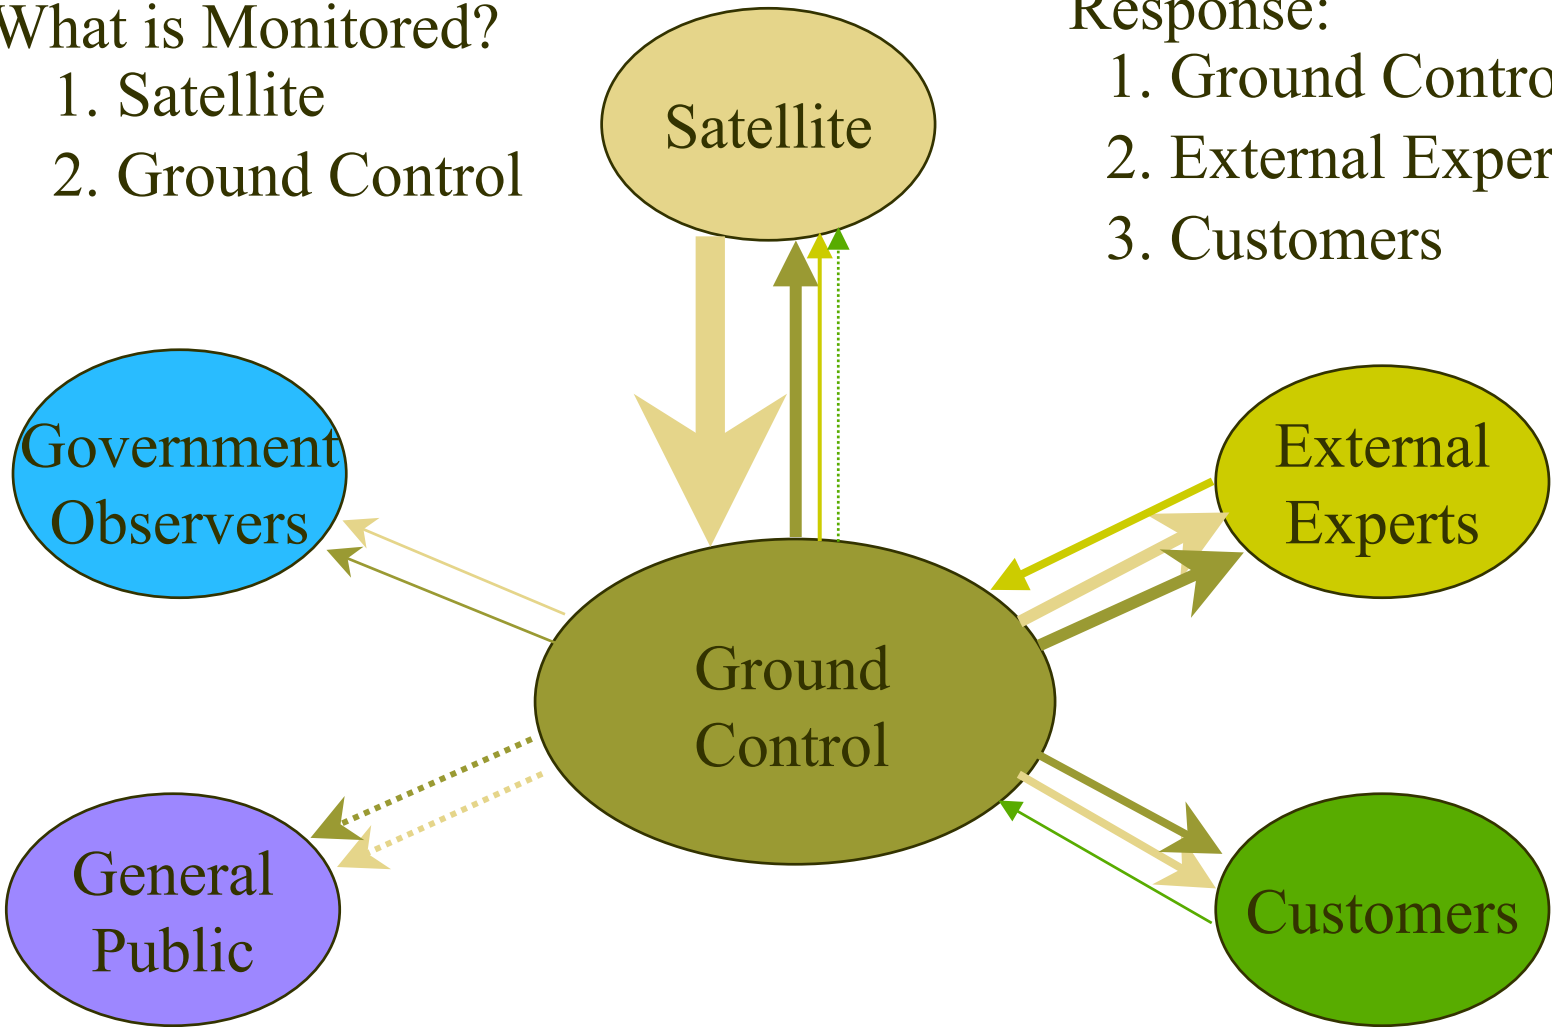 What is Monitored?
1. Satellite
2. Ground Control
Response:
1. Ground Contro
2. External Exper
3. Customers
Satellite
Government
Observers
External
Experts
Ground
Control
General
Public
Customers